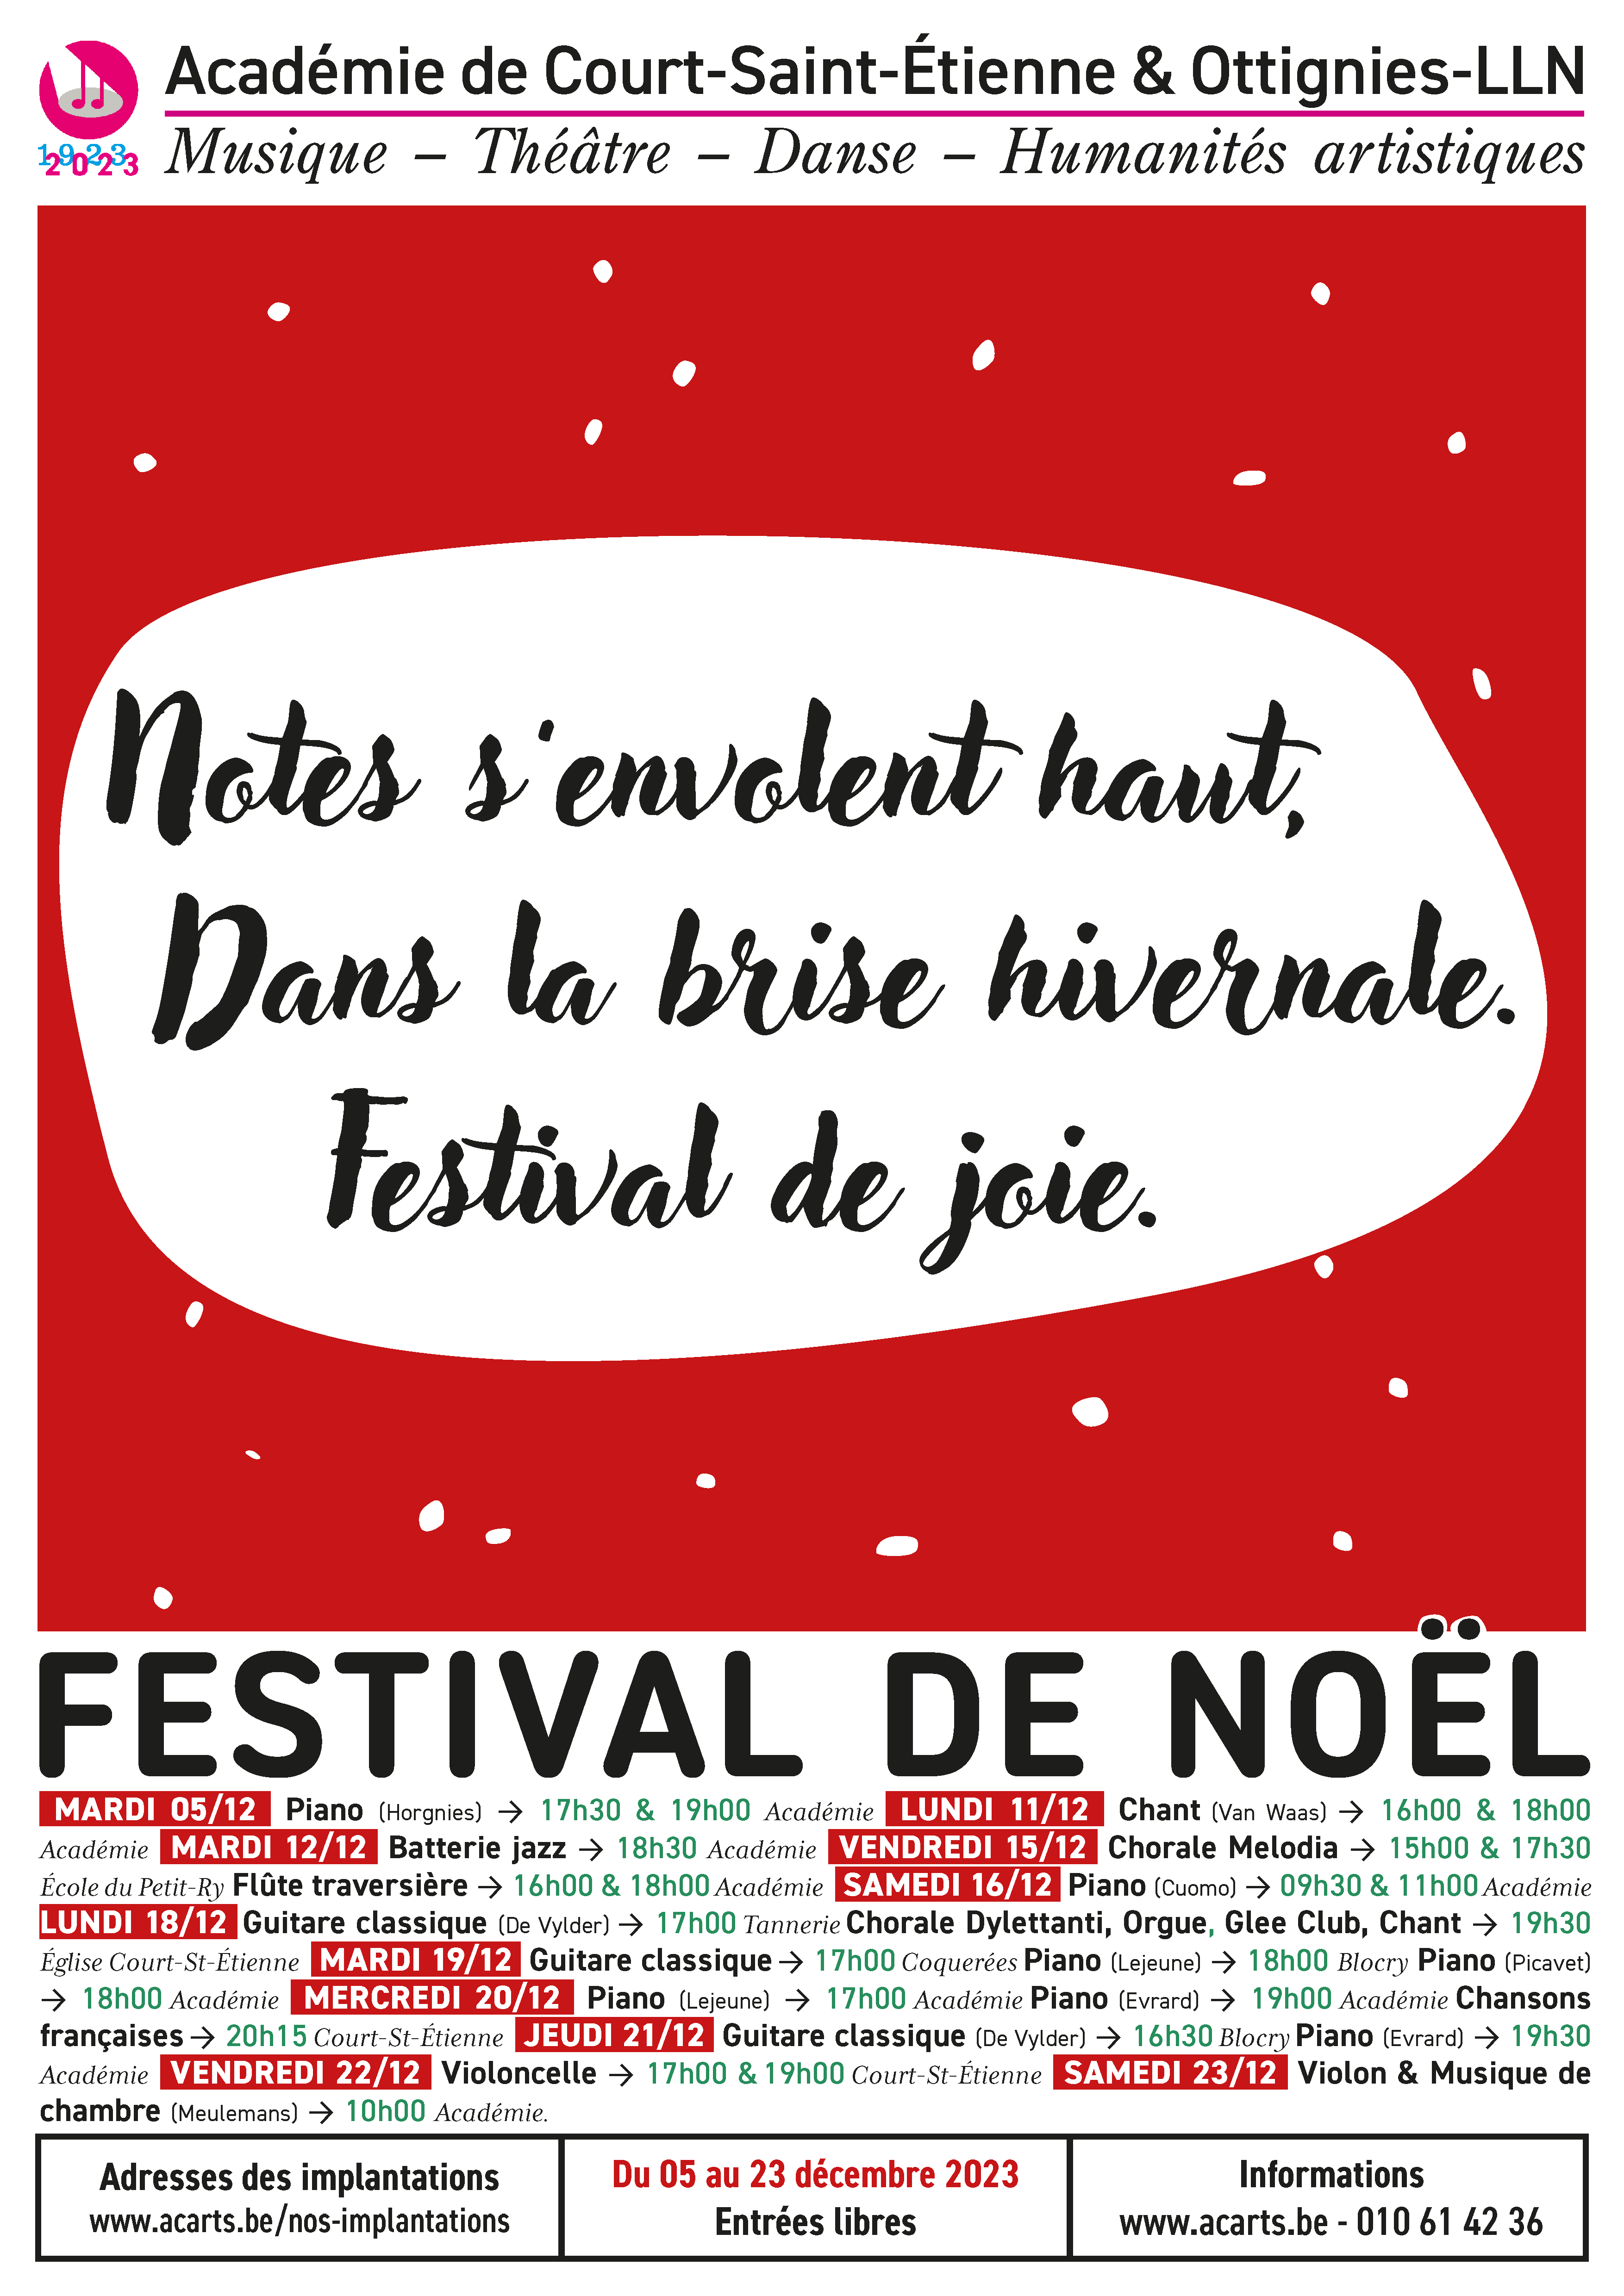 Académie de Court-Saint-Étienne & Ottignies-LLN
1923
2023
Musique – Théâtre – Danse – Humanités artistiques
Notes s'envolent haut,
Dans la brise hivernale.
Festival de joie.
FESTIVAL DE NOËL
MARDI 05/12 Piano (Horgnies) → 17h30 & 19h00 Académie LUNDI 11/12 Chant (Van Waas) → 16h00 & 18h00
Académie MARDI 12/12 Batterie jazz → 18h30 Académie VENDREDI 15/12 Chorale Melodia → 15h00 & 17h30
École du Petit-Ry Flûte traversière → 16h00 & 18h00 Académie SAMEDI 16/12 Piano (Cuomo) → 09h30 & 11h00 Académie
LUNDI 18/12 Guitare classique (De Vylder) → 17h00 Tannerie Chorale Dylettanti, Orgue, Glee Club, Chant → 19h30
Église Court-St-Étienne MARDI 19/12 Guitare classique → 17h00 Coquerées Piano (Lejeune) → 18h00 Blocry Piano (Picavet)
→ 18h00 Académie MERCREDI 20/12 Piano (Lejeune) → 17h00 Académie Piano (Evrard) → 19h00 Académie Chansons
françaises → 20h15 Court-St-Étienne JEUDI 21/12 Guitare classique (De Vylder) → 16h30 Blocry Piano (Evrard) → 19h30
Académie VENDREDI 22/12 Violoncelle → 17h00 & 19h00 Court-St-Étienne SAMEDI 23/12 Violon & Musique de
chambre (Meulemans) → 10h00 Académie.
Adresses des implantations
www.acarts.be/nos-implantations
Du 05 au 23 décembre 2023
Entrées libres
Informations
www.acarts.be - 010 61 42 36